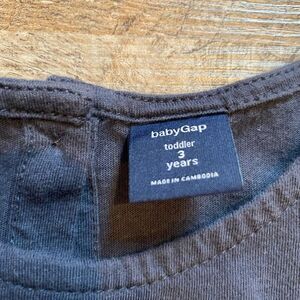 babyGap
toddler
3
years
MADE IN CAMBODIA